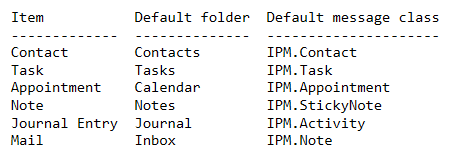 Item           Default folder  Default message class
-------------  --------------  ---------------------
Contact        Contacts        IPM.Contact
Task           Tasks           IPM.Task
Appointment    Calendar        IPM.Appointment
Note           Notes           IPM.StickyNote
Journal Entry  Journal         IPM.Activity
Mail           Inbox           IPM.Note